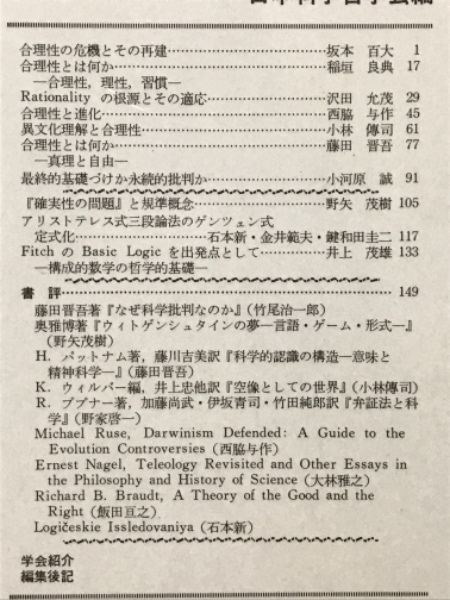 合理性の危機とその再建……………………坂本 百大 1
合理性とは何か………………………………稲垣 良典 17
―合理性，理性，習慣―
Rationality の根源とその適応………………沢田 允茂 29
合理性と進化…………………………………西脇 与作 45
異文化理解と合理性…………………………小林 傳司 61
合理性とは何か………………………………藤田 晋吾 77
―真理と自由―
最終的基礎づけか永続的批判か……………小河原 誠 91
『確実性の問題』と規準概念………………野矢 茂樹 105
アリストテレス式三段論法のゲンツェン式
定式化……………………石本新・金井範夫・鍵和田圭二 117
Fitch の Basic Logic を出発点として…………井上 茂雄 133
―構成的数学の哲学的基礎―
書 評……………………………………………………149
藤田晋吾著『なぜ科学批判なのか』(竹尾治一郎)
奥雅博著『ウィトゲンシュタインの夢―言語・ゲーム・形式―』
(野矢茂樹)
H. パットナム著，藤川吉美訳『科学的認識の構造―意味と
精神科学―』(藤田晋吾)
K. ウィルバー編，井上忠他訳『空像としての世界』(小林傳司)
R. ブブナー著，加藤尚武・伊坂青司・竹田純郎訳『弁証法と科
学』(野家啓一)
Michael Ruse, Darwinism Defended: A Guide to the
Evolution Controversies (西脇与作)
Ernest Nagel, Teleology Revisited and Other Essays in
the Philosophy and History of Science (大林雅之)
Richard B. Braudt, A Theory of the Good and the
Right (飯田亘之)
Logičeskie Issledovaniya (石本新)
学会紹介
編集後記